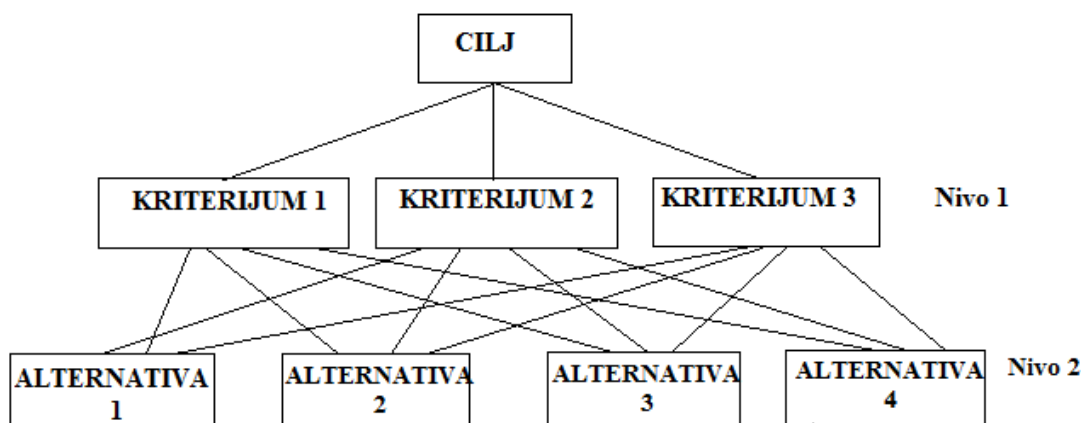 CILJ
KRITERIJUM 1
KRITERIJUM 2
KRITERIJUM 3
Nivo 1
ALTERNATIVA
1
ALTERNATIVA
2
ALTERNATIVA
3
ALTERNATIVA
4
Nivo 2